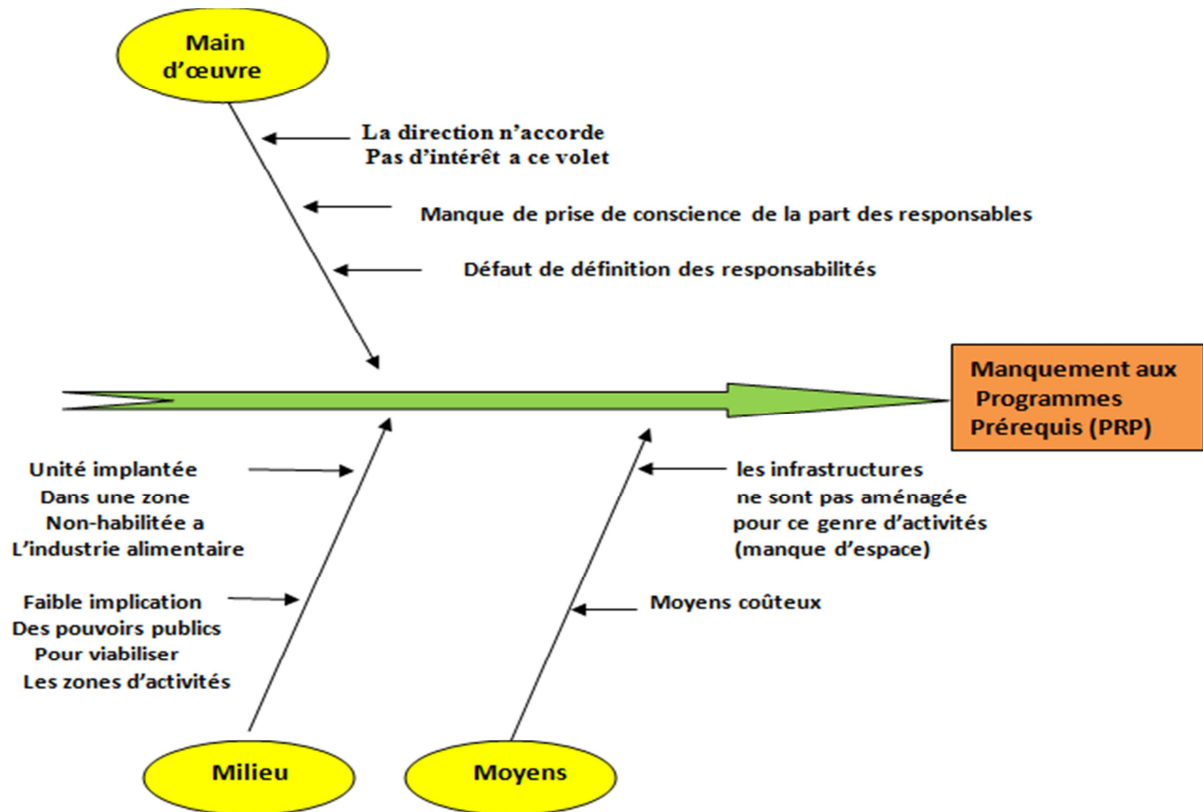 Main
d'œuvre
La direction n'accorde
Pas d'intérêt a ce volet
Manque de prise de conscience de la part des responsables
Défaut de définition des responsabilités
Manquement aux
Programmes
Prérequis (PRP)
Unité implantée
Dans une zone
Non-habilitée a
L'industrie alimentaire
Faible implication
Des pouvoirs publics
Pour viabiliser
Les zones d'activités
les infrastructures
ne sont pas aménagée
pour ce genre d'activités
(manque d'espace)
Moyens coûteux
Milieu
Moyens